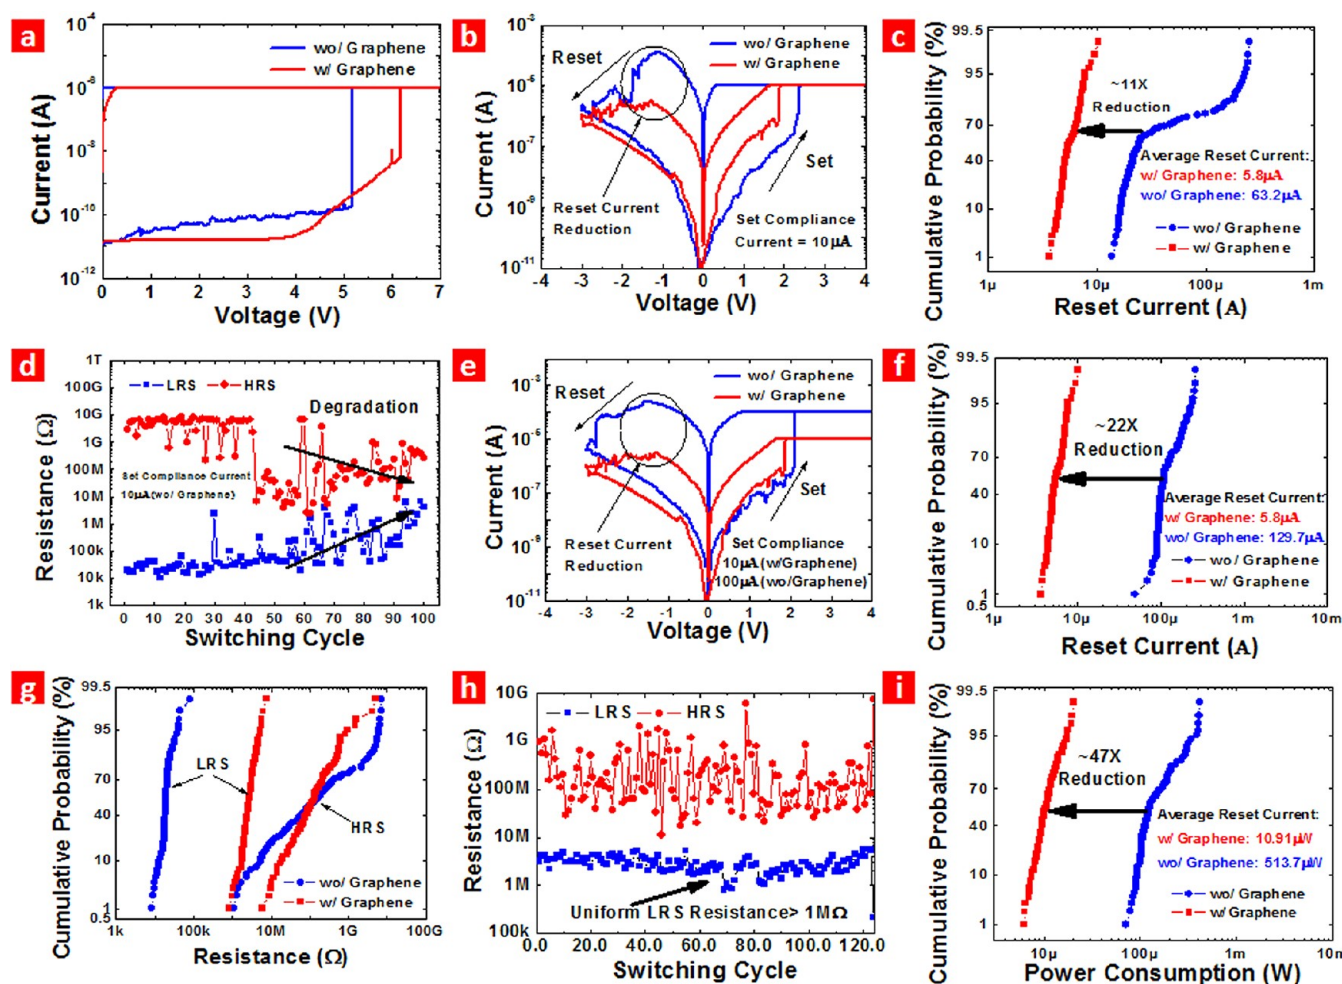 a
10⁻⁴
10⁻⁶
10⁻⁸
10⁻¹⁰
10⁻¹²
Current (A)
wo/ Graphene
w/ Graphene
0 1 2 3 4 5 6 7
Voltage (V)
b
10⁻³
10⁻⁵
10⁻⁶
10⁻⁷
10⁻⁸
10⁻⁹
10⁻¹¹
Current (A)
Reset
wo/ Graphene
w/ Graphene
Set
Reset Current
Reduction
Set Compliance
Current = 10μA
-4 -3 -2 -1 0 1 2 3 4
Voltage (V)
c
99.5
95
70
40
10
1
Cumulative Probability (%)
~11X
Reduction
Average Reset Current:
w/ Graphene: 5.8μA
wo/ Graphene: 63.2μA
wo/ Graphene
w/ Graphene
1μ 10μ 100μ 1m
Reset Current (A)
d
1T
100G
10G
1G
100M
10M
1M
100k
10k
1k
Resistance (Ω)
LRS HRS
Degradation
Set Compliance Current
10μA(wo/ Graphene)
0 10 20 30 40 50 60 70 80 90 100
Switching Cycle
e
10⁻³
10⁻⁵
10⁻⁶
10⁻⁷
10⁻⁸
10⁻⁹
10⁻¹¹
Current (A)
Reset
wo/ Graphene
w/ Graphene
Set
Reset Current
Reduction
Set Compliance
10μA (w/Graphene)
100μA (wo/Graphene)
-4 -3 -2 -1 0 1 2 3 4
Voltage (V)
f
99.5
95
70
40
10
1
0.5
Cumulative Probability (%)
~22X
Reduction
Average Reset Current:
w/ Graphene: 5.8μA
wo/ Graphene: 129.7μA
wo/ Graphene
w/ Graphene
1μ 10μ 100μ 1m 10m
Reset Current (A)
g
99.5
95
70
40
10
1
0.5
Cumulative Probability (%)
LRS
HRS
wo/ Graphene
w/ Graphene
1k 100k 10M 1G 100G
Resistance (Ω)
h
10G
1G
100M
10M
1M
100k
Resistance (Ω)
LRS HRS
Uniform LRS Resistance> 1MΩ
0.0 20.0 40.0 60.0 80.0 100.0 120.0
Switching Cycle
i
99.5
95
70
40
10
1
Cumulative Probability (%)
~47X
Reduction
Average Reset Current:
w/ Graphene: 10.91μW
wo/ Graphene: 513.7μW
wo/ Graphene
w/ Graphene
10μ 100μ 1m 10m
Power Consumption (W)